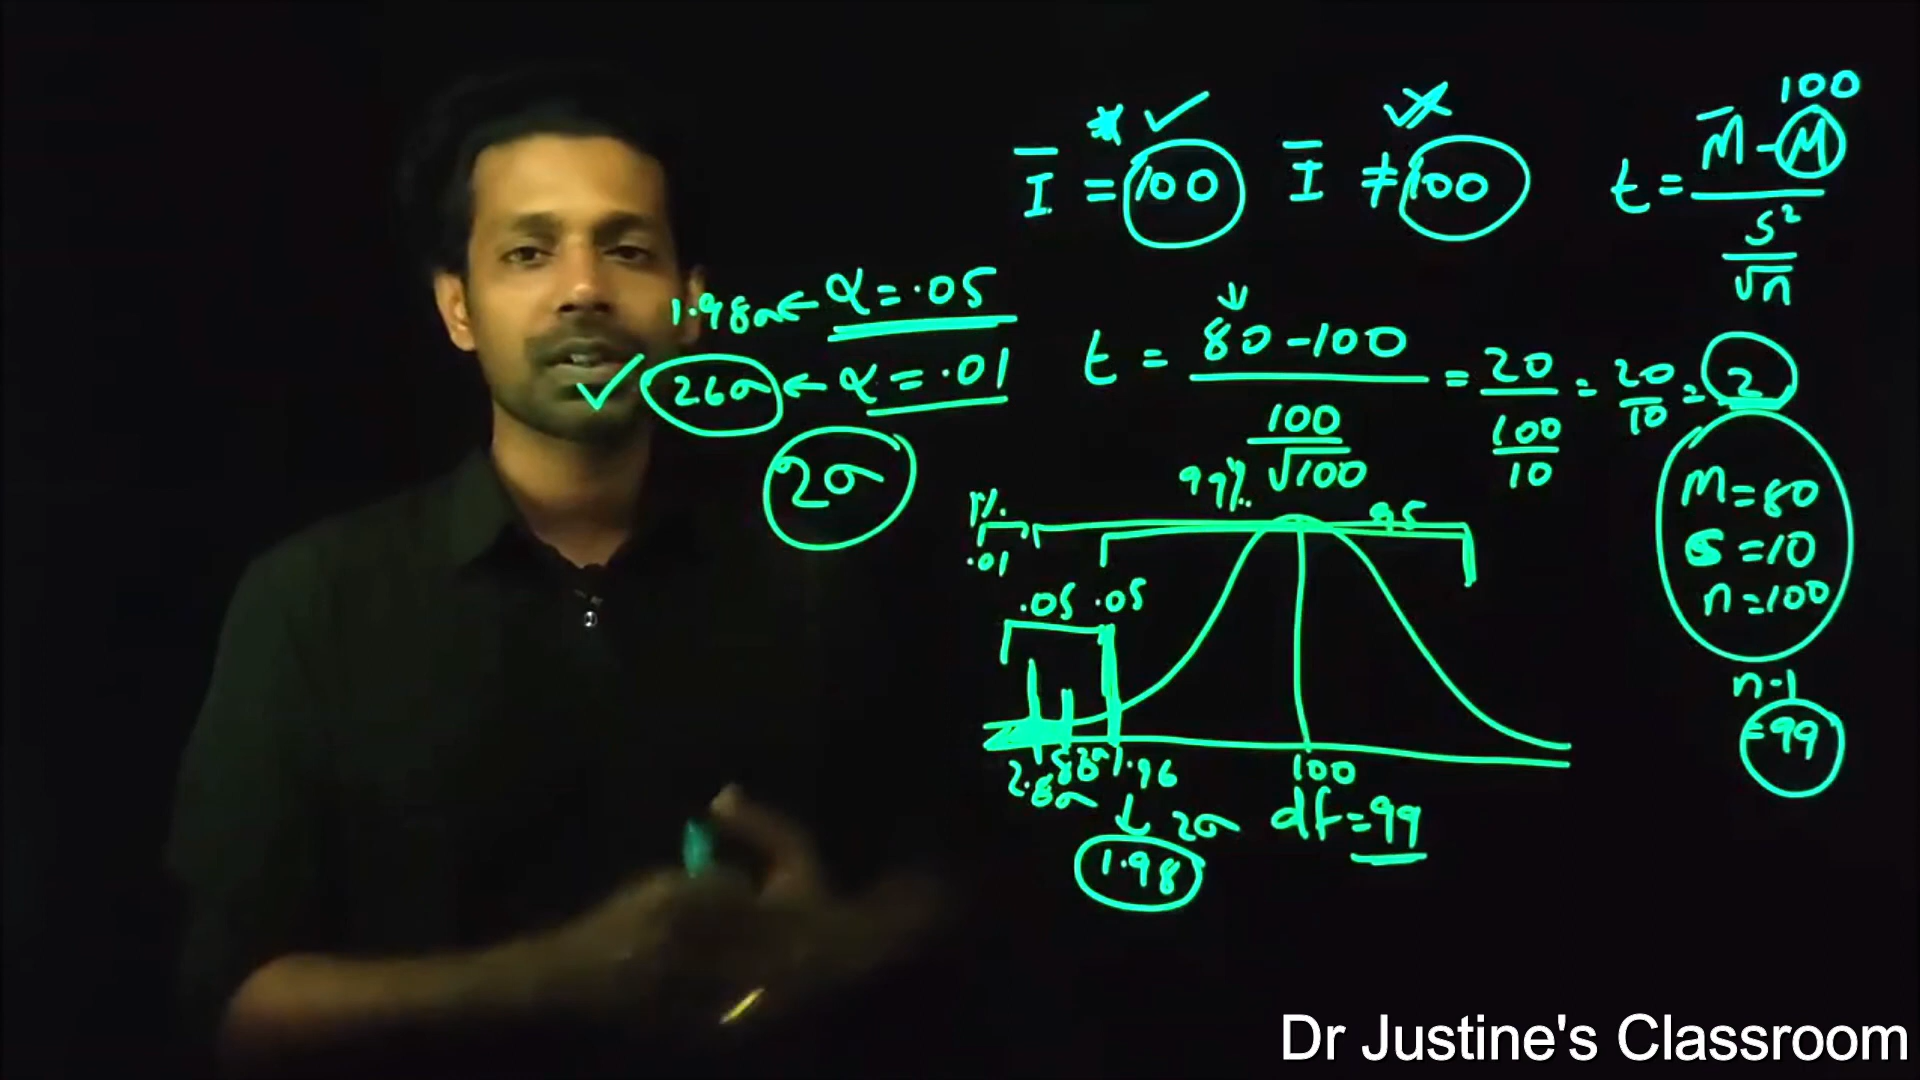 100
Ī = 100 Ī ≠ 100 t = M̄ - M
S²
√n
1.98σ ← α = .05
2.6σ ← α = .01
2σ
t = 80 - 100 = 20 = 20 = 2
100 100 10
√100 10
99%
1%
95
.01
.05 .05
M = 80
S = 10
n = 100
n-1
= 99
1.96 100
2σ df = 99
1.98
Dr Justine's Classroom